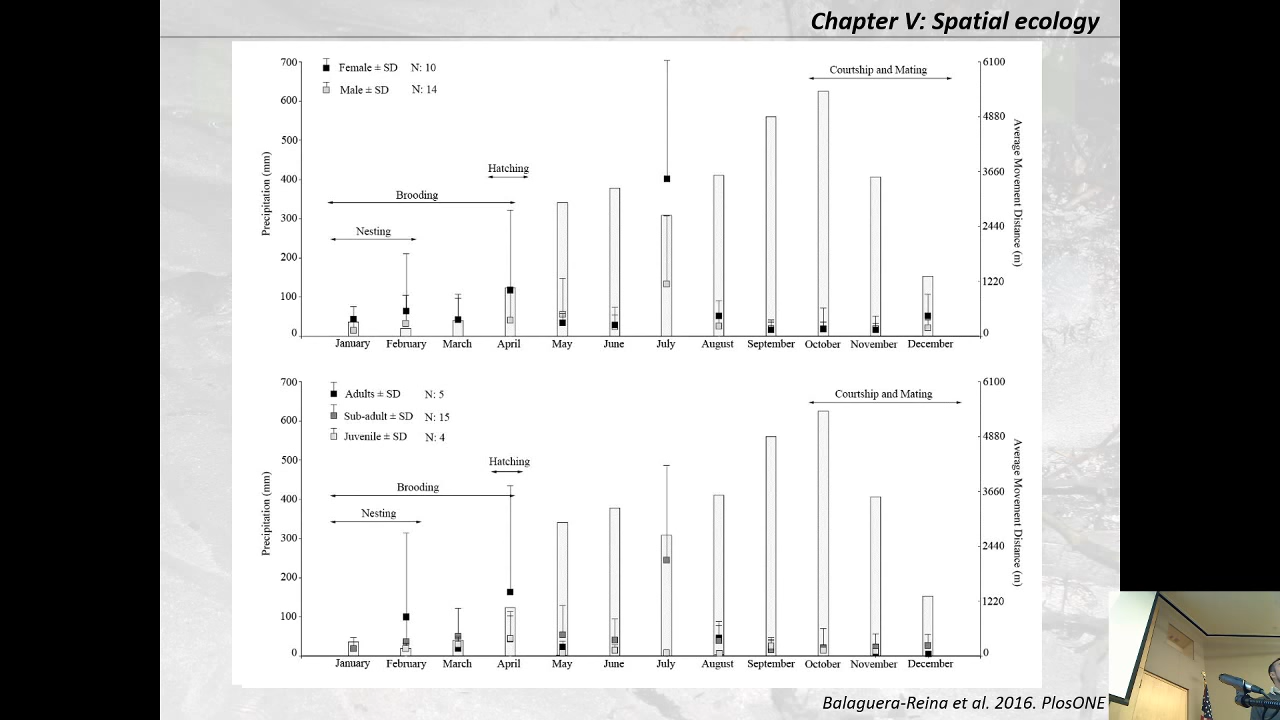 Chapter V: Spatial ecology
700
600
500
400
300
200
100
0
Precipitation (mm)
Female ± SD N: 10
Male ± SD N: 14
Nesting
Brooding
Hatching
Courtship and Mating
6100
4880
3660
2440
1220
0
Average Movement
Distance (m)
January February March April May June July August September October November December
700
600
500
400
300
200
100
0
Precipitation (mm)
Adults ± SD N: 5
Sub-adult ± SD N: 15
Juvenile ± SD N: 4
Nesting
Brooding
Hatching
Courtship and Mating
6100
4880
3660
2440
1220
0
Average Movement
Distance (m)
January February March April May June July August September October November December
Balaguera-Reina et al. 2016. PlosONE